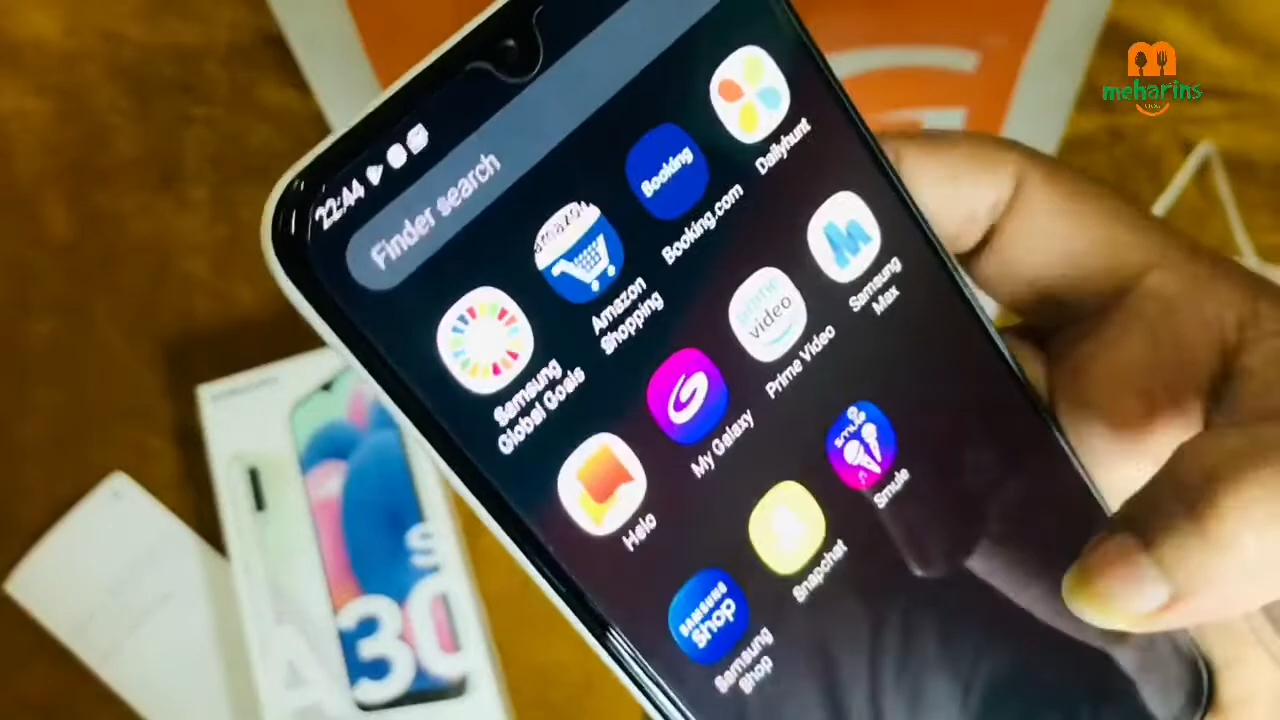 meharins
22:44
Finder search
amazon
Booking
Dailyhunt
Booking.com
Amazon
Shopping
Samsung
Global Goals
prime
video
Samsung
Max
Prime Video
My Galaxy
Helo
smule
Smule
Snapchat
SAMSUNG
Shop
Samsung
Shop
s
A30